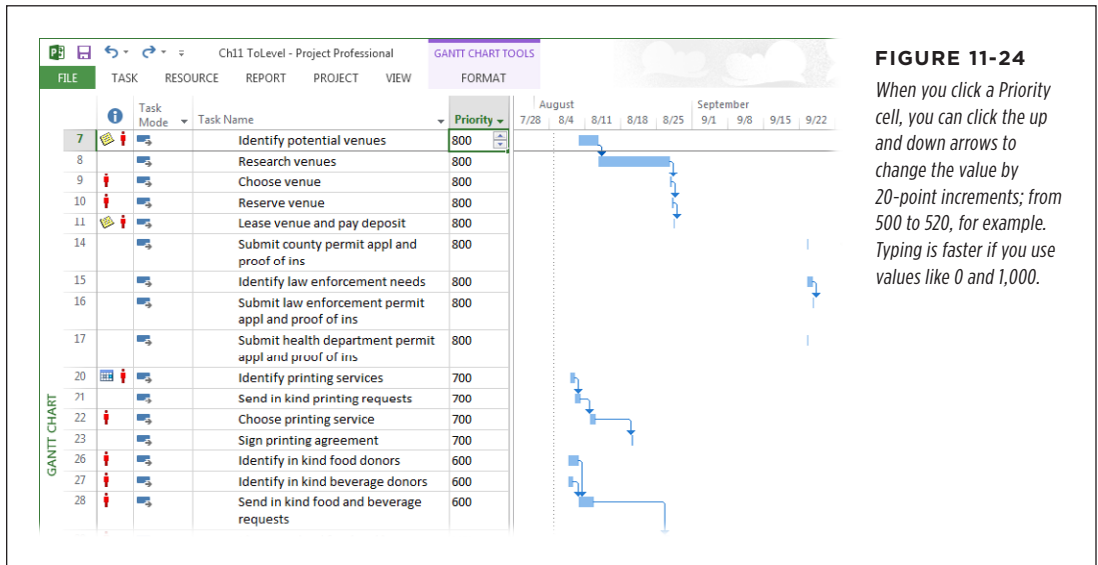 Ch11 ToLevel - Project Professional
GANTT CHART TOOLS
FILE TASK RESOURCE REPORT PROJECT VIEW FORMAT
Task Mode Task Name Priority
August September
7/28 8/4 8/11 8/18 8/25 9/1 9/8 9/15 9/22
7 Identify potential venues 800
8 Research venues 800
9 Choose venue 800
10 Reserve venue 800
11 Lease venue and pay deposit 800
14 Submit county permit appl and 800
proof of ins
15 Identify law enforcement needs 800
16 Submit law enforcement permit 800
appl and proof of ins
17 Submit health department permit 800
appl and proof of ins
20 Identify printing services 700
21 Send in kind printing requests 700
22 Choose printing service 700
23 Sign printing agreement 700
26 Identify in kind food donors 600
27 Identify in kind beverage donors 600
28 Send in kind food and beverage 600
requests
GANTT CHART
FIGURE 11-24
When you click a Priority
cell, you can click the up
and down arrows to
change the value by
20-point increments; from
500 to 520, for example.
Typing is faster if you use
values like 0 and 1,000.